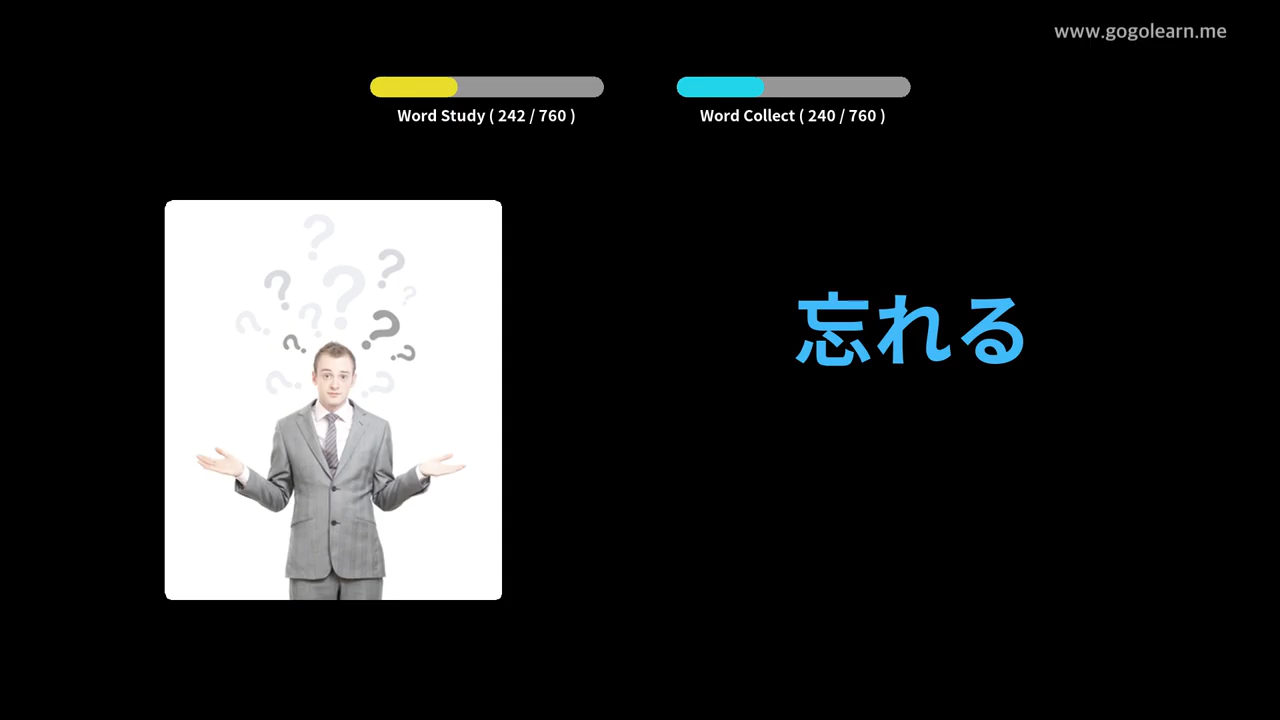 www.gogolearn.me
Word Study ( 242 / 760 )
Word Collect ( 240 / 760 )
? ? ? ? ? ? ? ? ? ? ? ?
忘れる